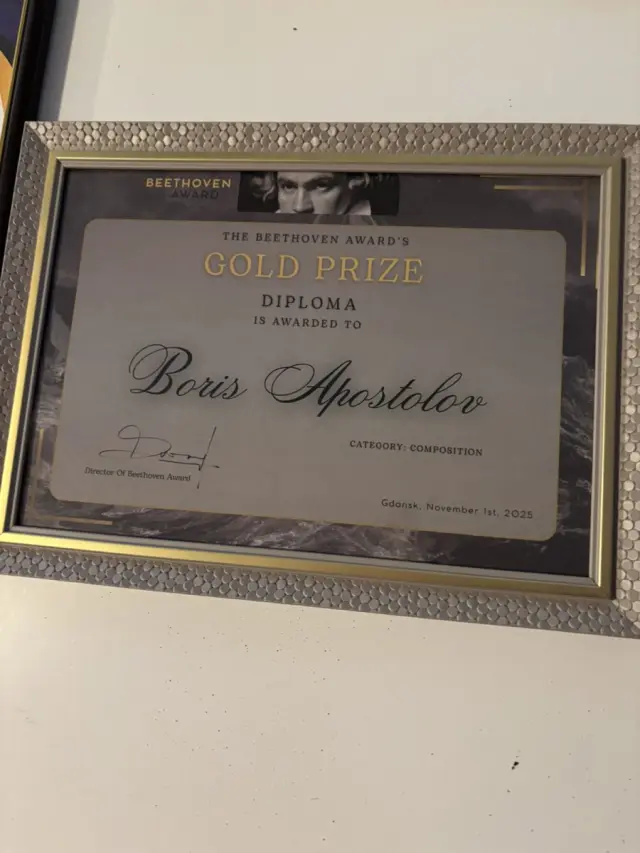 BEETHOVEN
AWARD
THE BEETHOVEN AWARD'S
GOLD PRIZE
DIPLOMA
IS AWARDED TO
Boris Apostolov
CATEGORY: COMPOSITION
Director Of Beethoven Award
Gdansk, November 1st, 2025